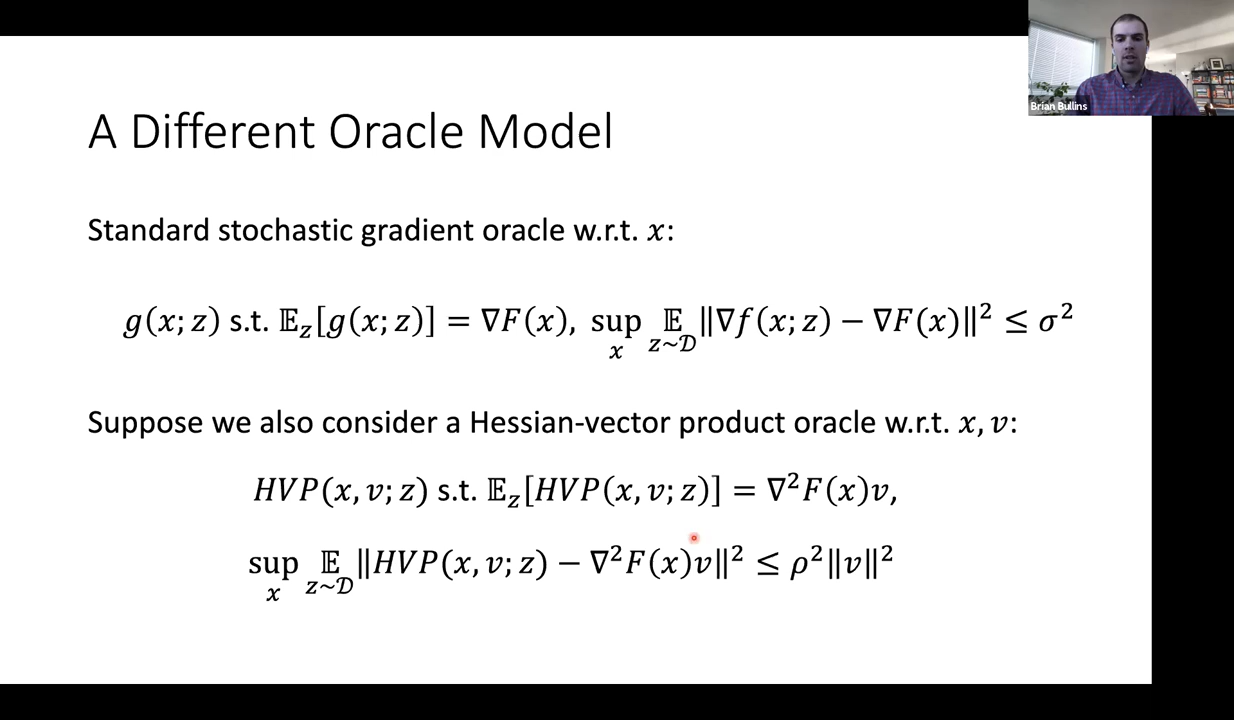 Brian Bullins
A Different Oracle Model
Standard stochastic gradient oracle w.r.t. 𝑥:
𝑔(𝑥; 𝑧) s.t. 𝔼_𝑧[𝑔(𝑥; 𝑧)] = ∇𝐹(𝑥), sup_𝑥 𝔼_{𝑧~𝒟} ‖∇𝑓(𝑥; 𝑧) − ∇𝐹(𝑥)‖² ≤ 𝜎²
Suppose we also consider a Hessian-vector product oracle w.r.t. 𝑥, 𝑣:
𝐻𝑉𝑃(𝑥, 𝑣; 𝑧) s.t. 𝔼_𝑧[𝐻𝑉𝑃(𝑥, 𝑣; 𝑧)] = ∇²𝐹(𝑥)𝑣,
sup_𝑥 𝔼_{𝑧~𝒟} ‖𝐻𝑉𝑃(𝑥, 𝑣; 𝑧) − ∇²𝐹(𝑥)𝑣‖² ≤ 𝜌²‖𝑣‖²